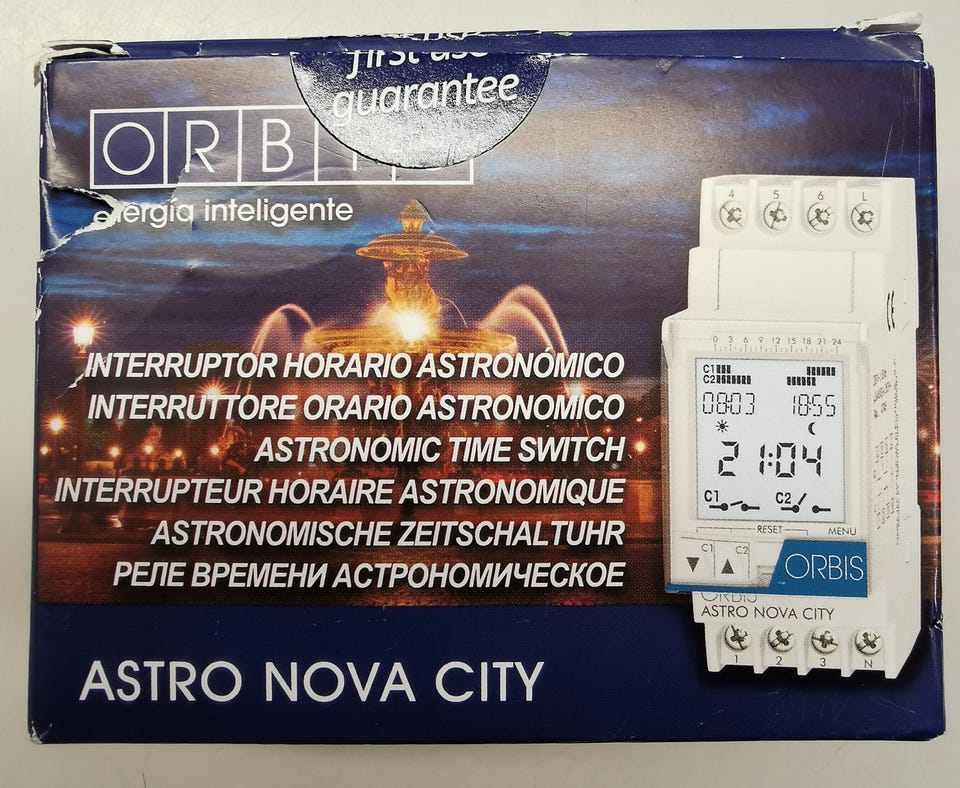 first use
guarantee
ORBIS
energía inteligente
INTERRUPTOR HORARIO ASTRONÓMICO
INTERRUTTORE ORARIO ASTRONOMICO
ASTRONOMIC TIME SWITCH
INTERRUPTEUR HORAIRE ASTRONOMIQUE
ASTRONOMISCHE ZEITSCHALTUHR
РЕЛЕ ВРЕМЕНИ АСТРОНОМИЧЕСКОЕ
ASTRO NOVA CITY
4 5 6 L
CE
0 3 6 9 12 15 18 21 24
C1
C2
08:03 18:55
21:04
C1 C2
RESET MENU
C1 C2
ORBIS
ORBIS
ASTRO NOVA CITY
1 2 3 N